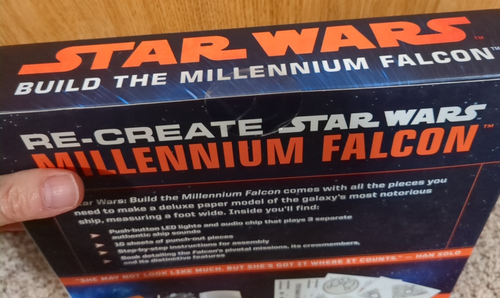 STAR WARS™
BUILD THE MILLENNIUM FALCON™
RE-CREATE STAR WARS™
MILLENNIUM FALCON™
Star Wars: Build the Millennium Falcon comes with all the pieces you
need to make a deluxe paper model of the galaxy's most notorious
ship, measuring a foot wide. Inside you'll find:
Push-button LED lights and audio chip that plays 3 separate
authentic ship sounds
10 sheets of punch-out pieces
Step-by-step instructions for assembly
Book detailing the Falcon's pivotal missions, its crewmembers,
and its distinctive features
"SHE MAY NOT LOOK LIKE MUCH, BUT SHE'S GOT IT WHERE IT COUNTS." — HAN SOLO